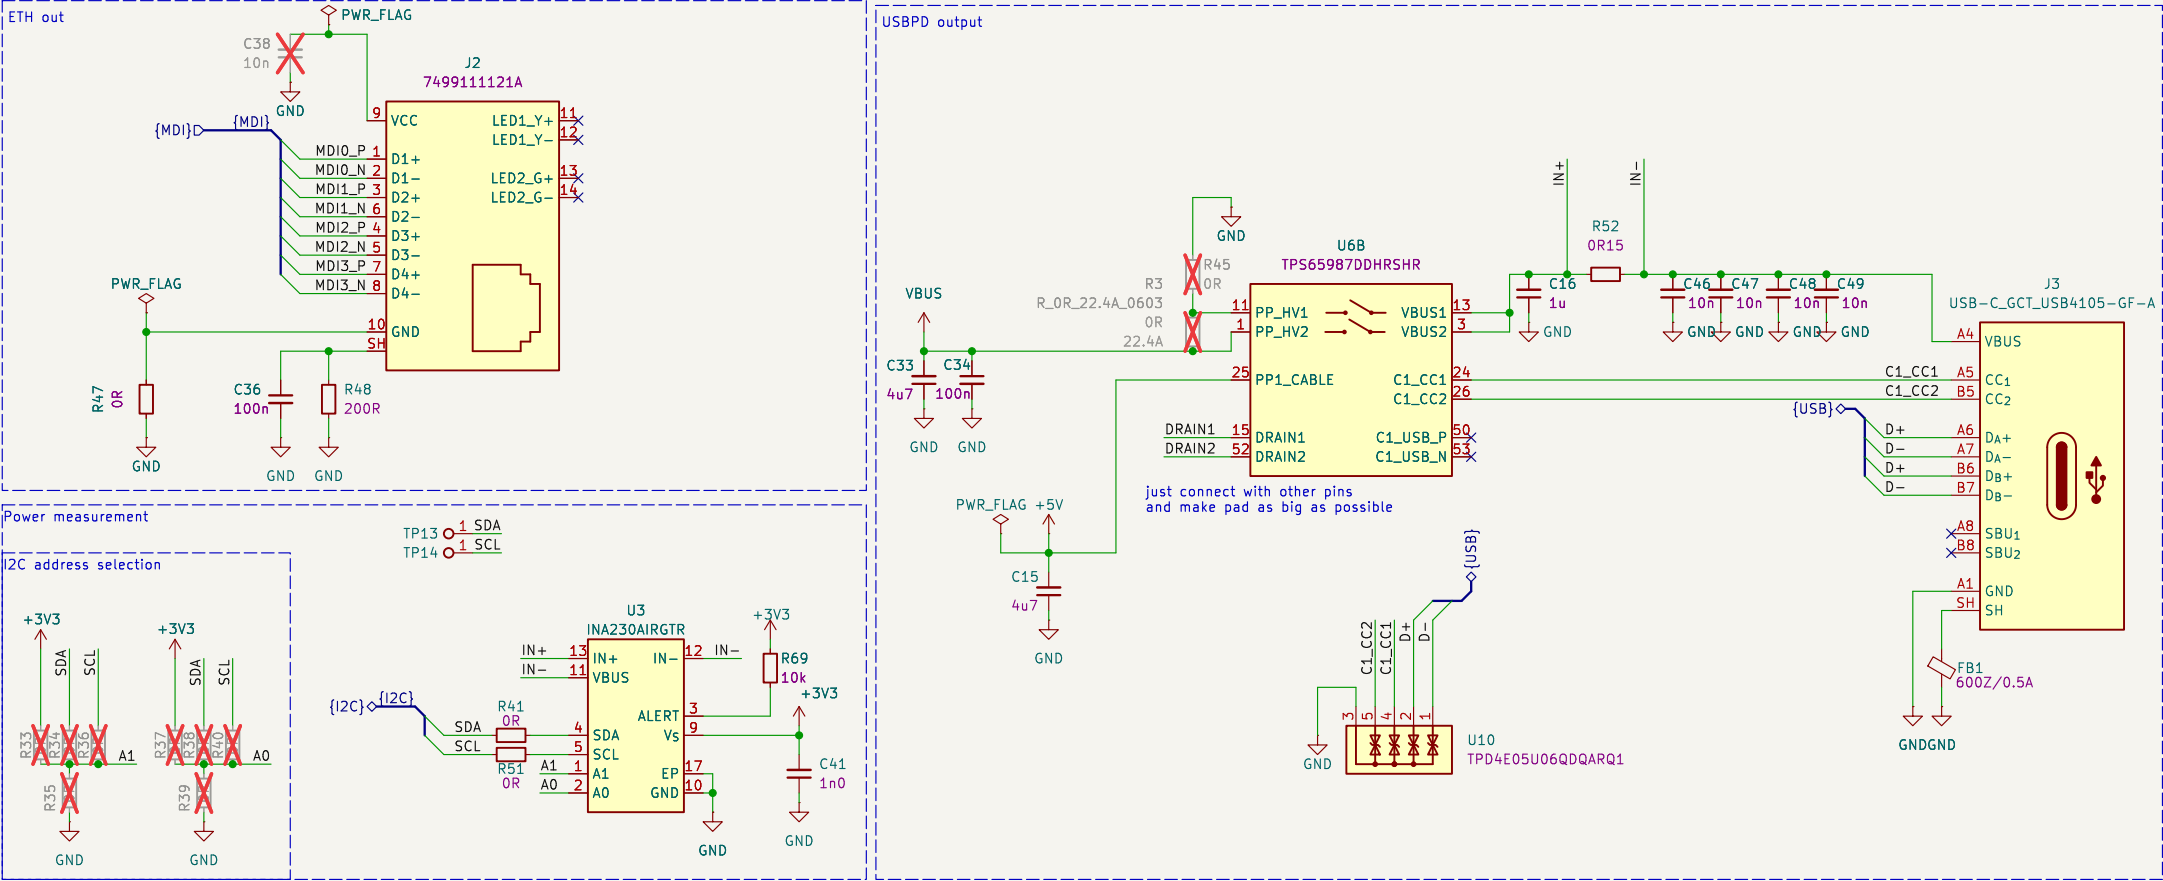 ETH out
PWR_FLAG
C38
10n
GND
J2
7499111121A
{MDI}
{MDI}
9
VCC
MDI0_P
1
D1+
MDI0_N
2
D1-
MDI1_P
3
D2+
MDI1_N
6
D2-
MDI2_P
4
D3+
MDI2_N
5
D3-
MDI3_P
7
D4+
MDI3_N
8
D4-
10
GND
SH
LED1_Y+
11
LED1_Y-
12
LED2_G+
13
LED2_G-
14
PWR_FLAG
R47
0R
GND
C36
100n
GND
R48
200R
GND
Power measurement
I2C address selection
+3V3
SDA
SCL
R33
R34
R36
A1
R35
GND
+3V3
SDA
SCL
R37
R38
R40
A0
R39
GND
TP13
1
SDA
TP14
1
SCL
{I2C}
{I2C}
SDA
SCL
R41
0R
R51
0R
U3
INA230AIRGTR
IN+
13
IN+
IN-
11
VBUS
4
SDA
5
SCL
A1
1
A1
A0
2
A0
IN-
12
IN-
ALERT
3
VS
9
EP
17
GND
10
GND
+3V3
R69
10k
+3V3
C41
1n0
GND
USBPD output
VBUS
C33
4u7
GND
C34
100n
GND
GND
R45
0R
R3
R_0R_22.4A_0603
0R
22.4A
U6B
TPS65987DDHRSHR
11
PP_HV1
1
PP_HV2
25
PP1_CABLE
DRAIN1
15
DRAIN1
DRAIN2
52
DRAIN2
VBUS1
13
VBUS2
3
C1_CC1
24
C1_CC2
26
C1_USB_P
50
C1_USB_N
53
just connect with other pins
and make pad as big as possible
PWR_FLAG
+5V
C15
4u7
GND
IN+
IN-
R52
0R15
C16
1u
GND
C46
10n
GND
C47
10n
GND
C48
10n
GND
C49
10n
GND
J3
USB-C_GCT_USB4105-GF-A
A4
VBUS
C1_CC1
A5
CC1
C1_CC2
B5
CC2
{USB}
D+
A6
DA+
D-
A7
DA-
D+
B6
DB+
D-
B7
DB-
A8
SBU1
B8
SBU2
A1
GND
SH
SH
FB1
600Z/0.5A
GND
GND
{USB}
C1_CC2
C1_CC1
D+
D-
3
5
4
2
1
GND
U10
TPD4E05U06QDQARQ1